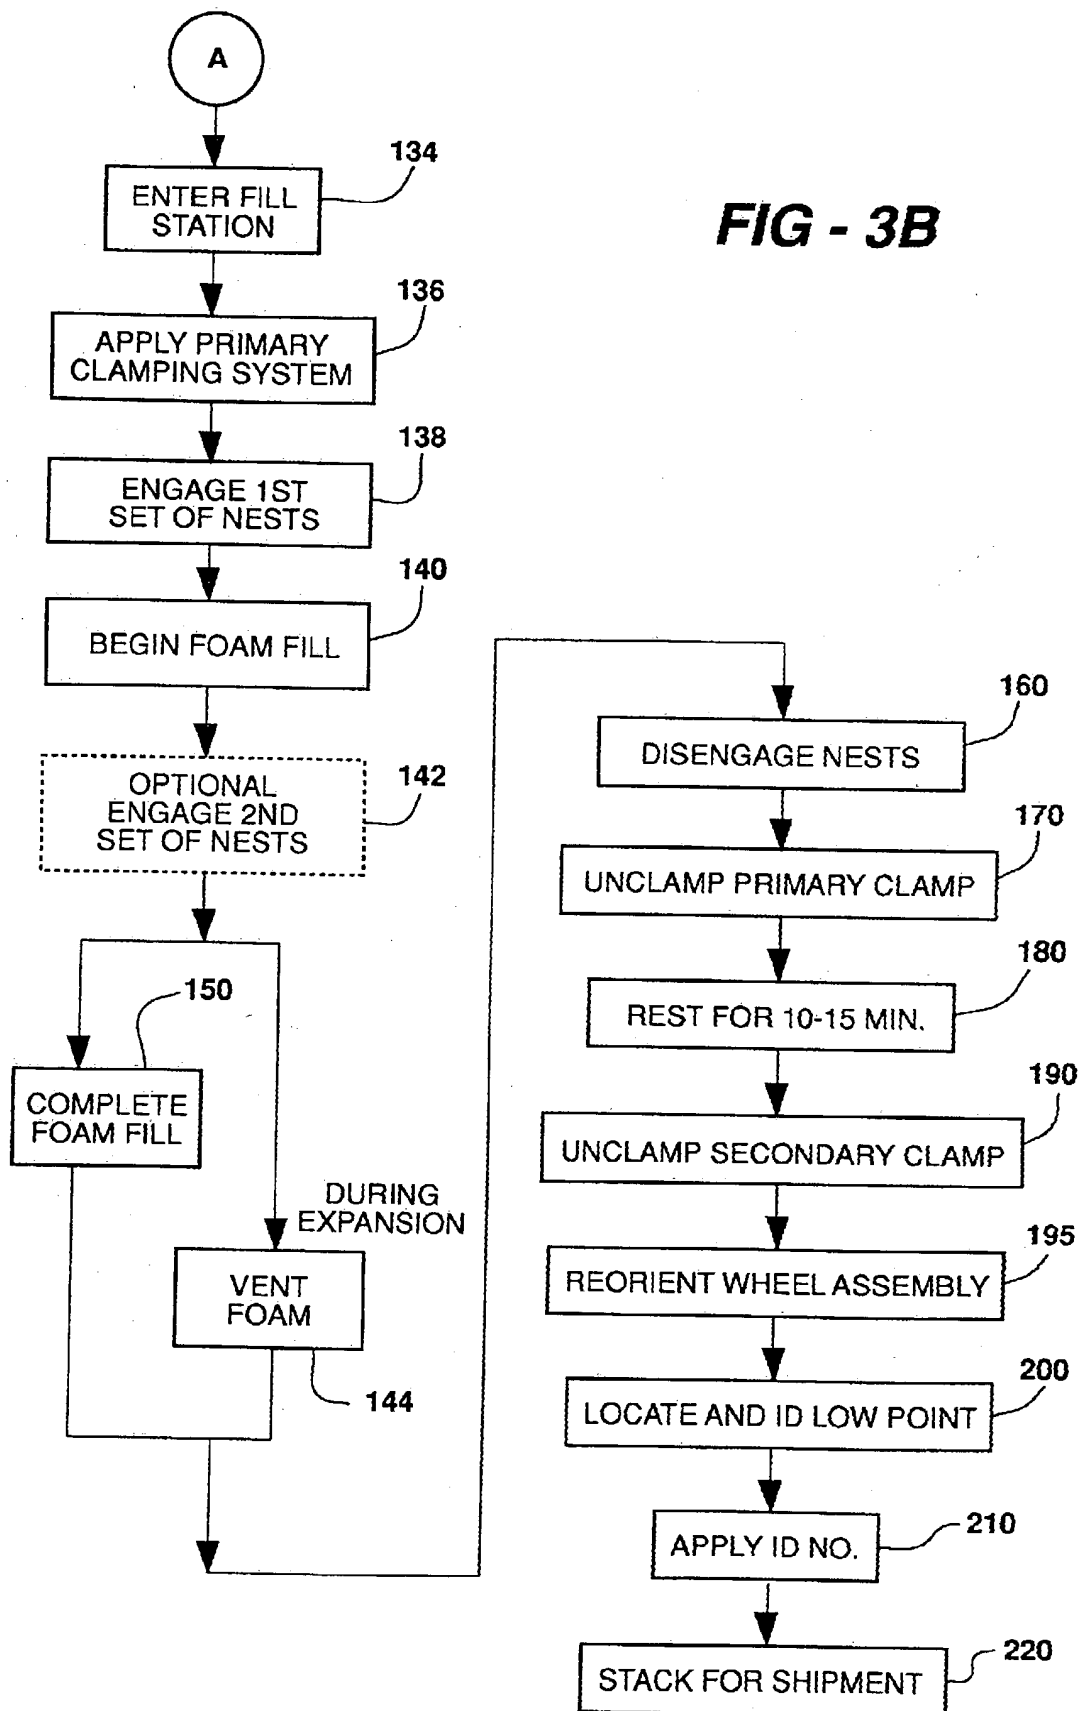 A
134
ENTER FILL
STATION
FIG - 3B
136
APPLY PRIMARY
CLAMPING SYSTEM
138
ENGAGE 1ST
SET OF NESTS
140
BEGIN FOAM FILL
142
OPTIONAL
ENGAGE 2ND
SET OF NESTS
150
COMPLETE
FOAM FILL
DURING
EXPANSION
VENT
FOAM
144
160
DISENGAGE NESTS
170
UNCLAMP PRIMARY CLAMP
180
REST FOR 10-15 MIN.
190
UNCLAMP SECONDARY CLAMP
195
REORIENT WHEEL ASSEMBLY
200
LOCATE AND ID LOW POINT
210
APPLY ID NO.
220
STACK FOR SHIPMENT